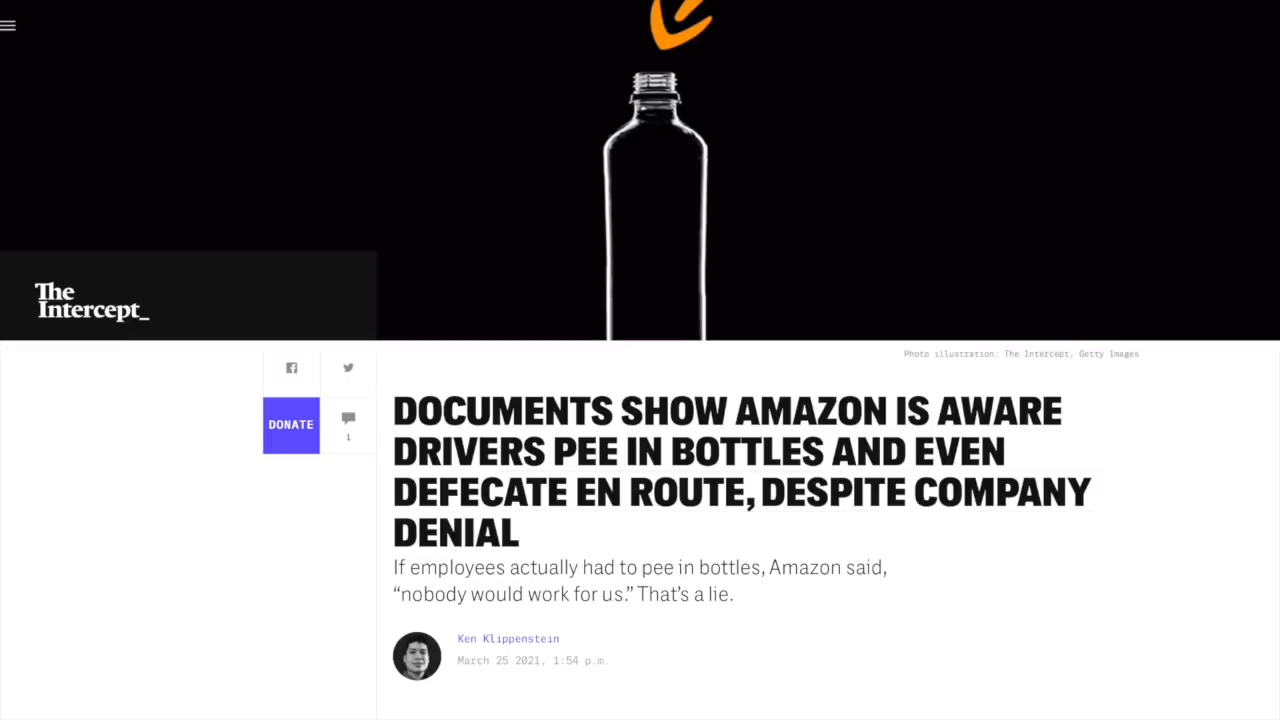 The
Intercept_
Photo illustration: The Intercept, Getty Images
DONATE
1
DOCUMENTS SHOW AMAZON IS AWARE
DRIVERS PEE IN BOTTLES AND EVEN
DEFECATE EN ROUTE, DESPITE COMPANY
DENIAL
If employees actually had to pee in bottles, Amazon said,
“nobody would work for us.” That’s a lie.
Ken Klippenstein
March 25 2021, 1:54 p.m.